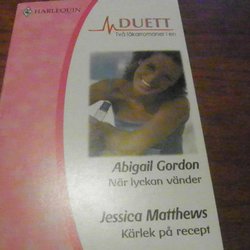 HARLEQUIN
DUETT
Två läkarromaner i en
Abigail Gordon
När lyckan vänder
Jessica Matthews
Kärlek på recept